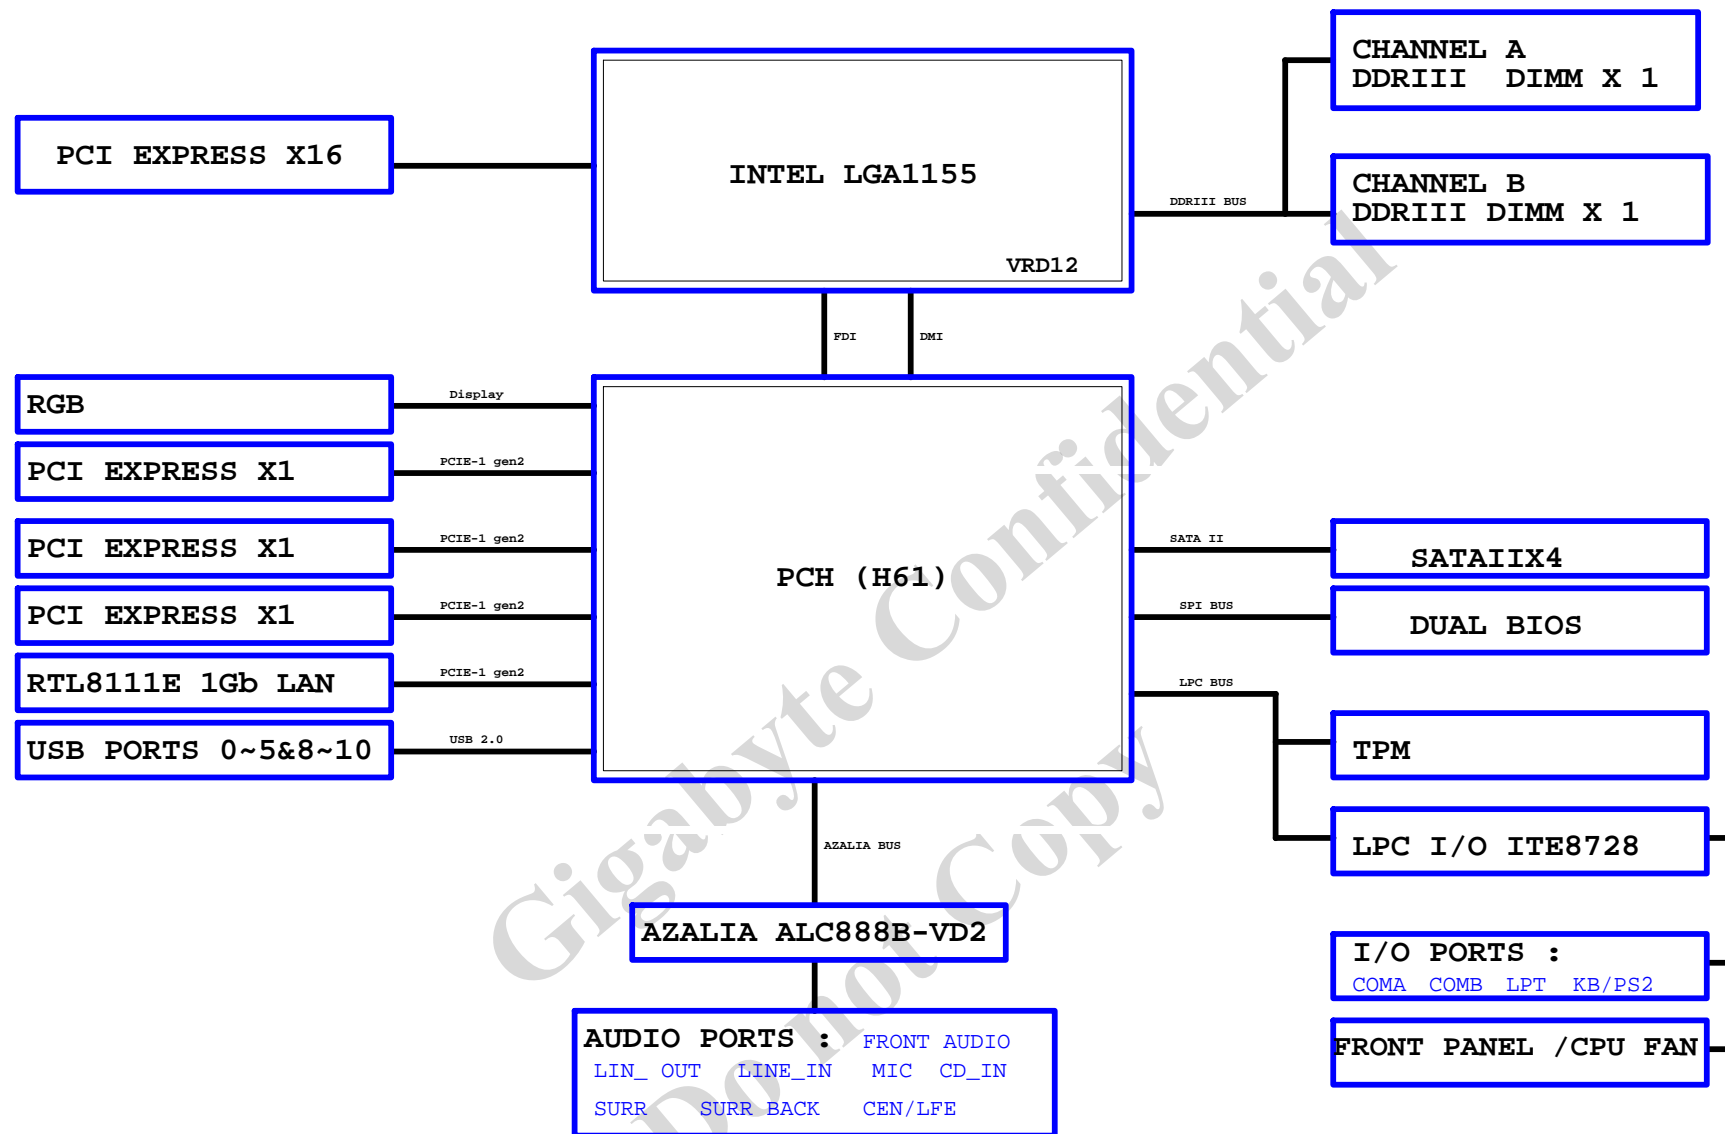 CHANNEL A
DDRIII DIMM X 1
PCI EXPRESS X16
INTEL LGA1155
VRD12
DDRIII BUS
CHANNEL B
DDRIII DIMM X 1
FDI
DMI
RGB
Display
PCI EXPRESS X1
PCIE-1 gen2
PCI EXPRESS X1
PCIE-1 gen2
PCI EXPRESS X1
PCIE-1 gen2
RTL8111E 1Gb LAN
PCIE-1 gen2
USB PORTS 0~5&8~10
USB 2.0
PCH (H61)
SATA II
SATAIIX4
SPI BUS
DUAL BIOS
LPC BUS
TPM
LPC I/O ITE8728
AZALIA BUS
AZALIA ALC888B-VD2
I/O PORTS :
COMA COMB LPT KB/PS2
FRONT PANEL /CPU FAN
AUDIO PORTS : FRONT AUDIO
LIN_ OUT LINE_IN MIC CD_IN
SURR SURR BACK CEN/LFE
Gigabyte Confidential
Do not Copy